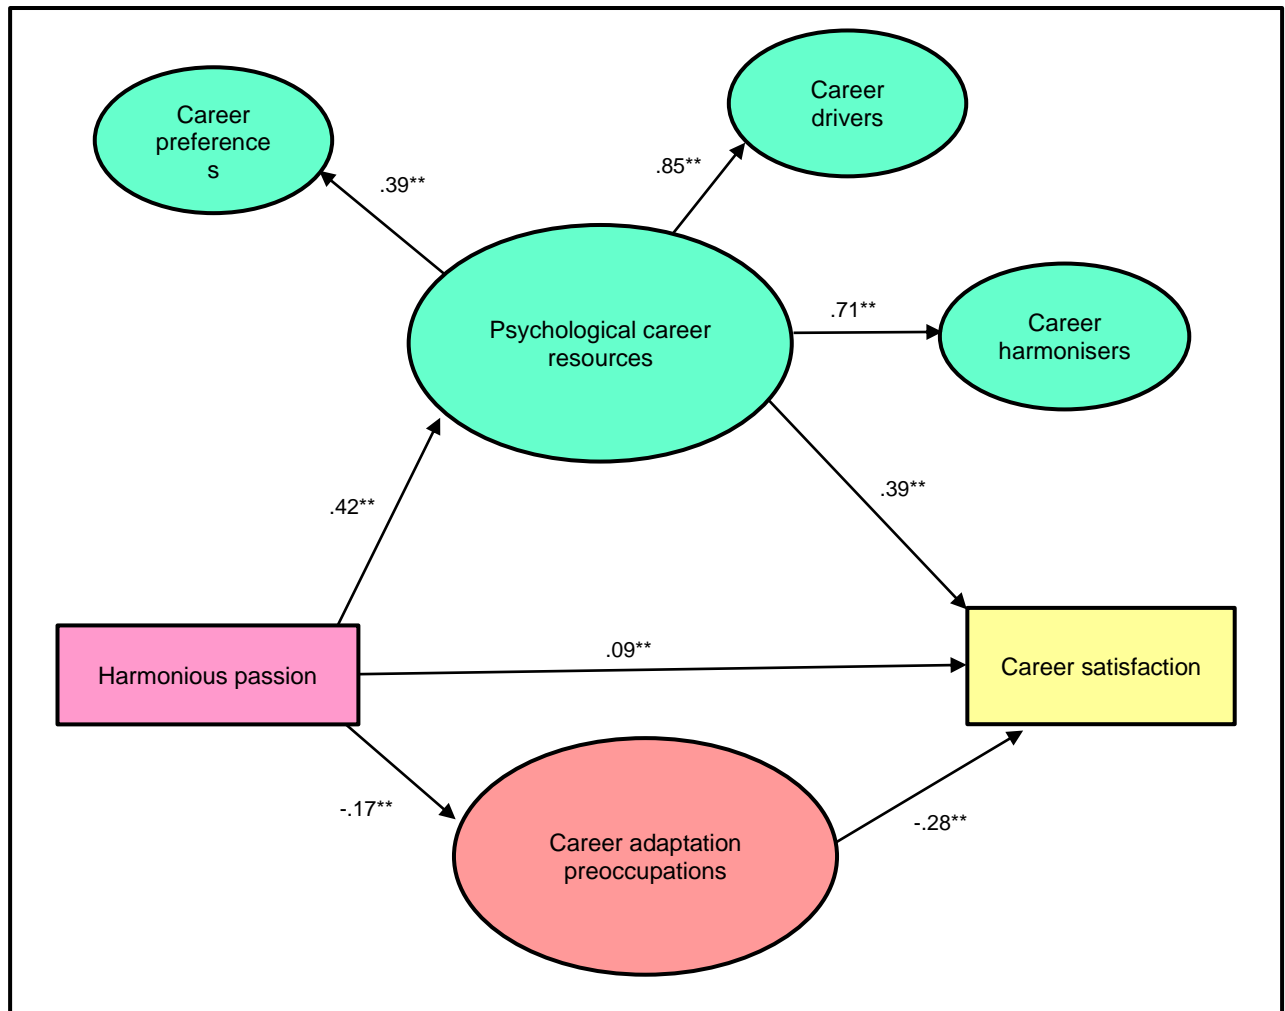 Career
drivers
Career
preference
s
.85**
.39**
.71**
Career
harmonisers
Psychological career
resources
.39**
.42**
.09**
Harmonious passion
Career satisfaction
-.17**
-.28**
Career adaptation
preoccupations